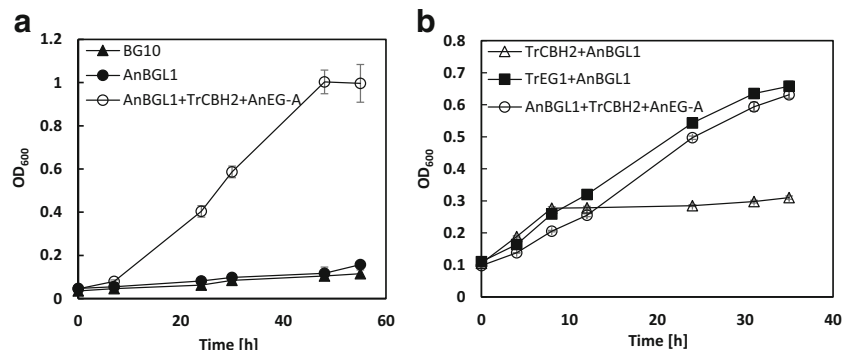 a
BG10
AnBGL1
AnBGL1+TrCBH2+AnEG-A
1.2
1
0.8
0.6
0.4
0.2
0
OD600
0 20 40 60
Time [h]
b
TrCBH2+AnBGL1
TrEG1+AnBGL1
AnBGL1+TrCBH2+AnEG-A
0.8
0.7
0.6
0.5
0.4
0.3
0.2
0.1
0
OD600
0 10 20 30 40
Time [h]